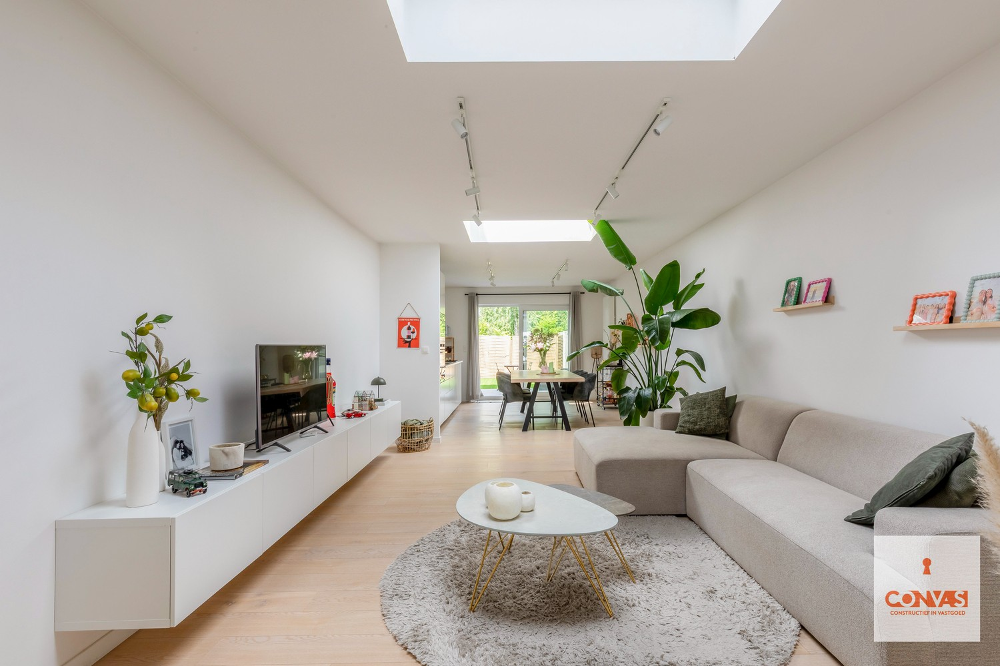 CONVAS
CONSTRUCTIEF IN VASTGOED